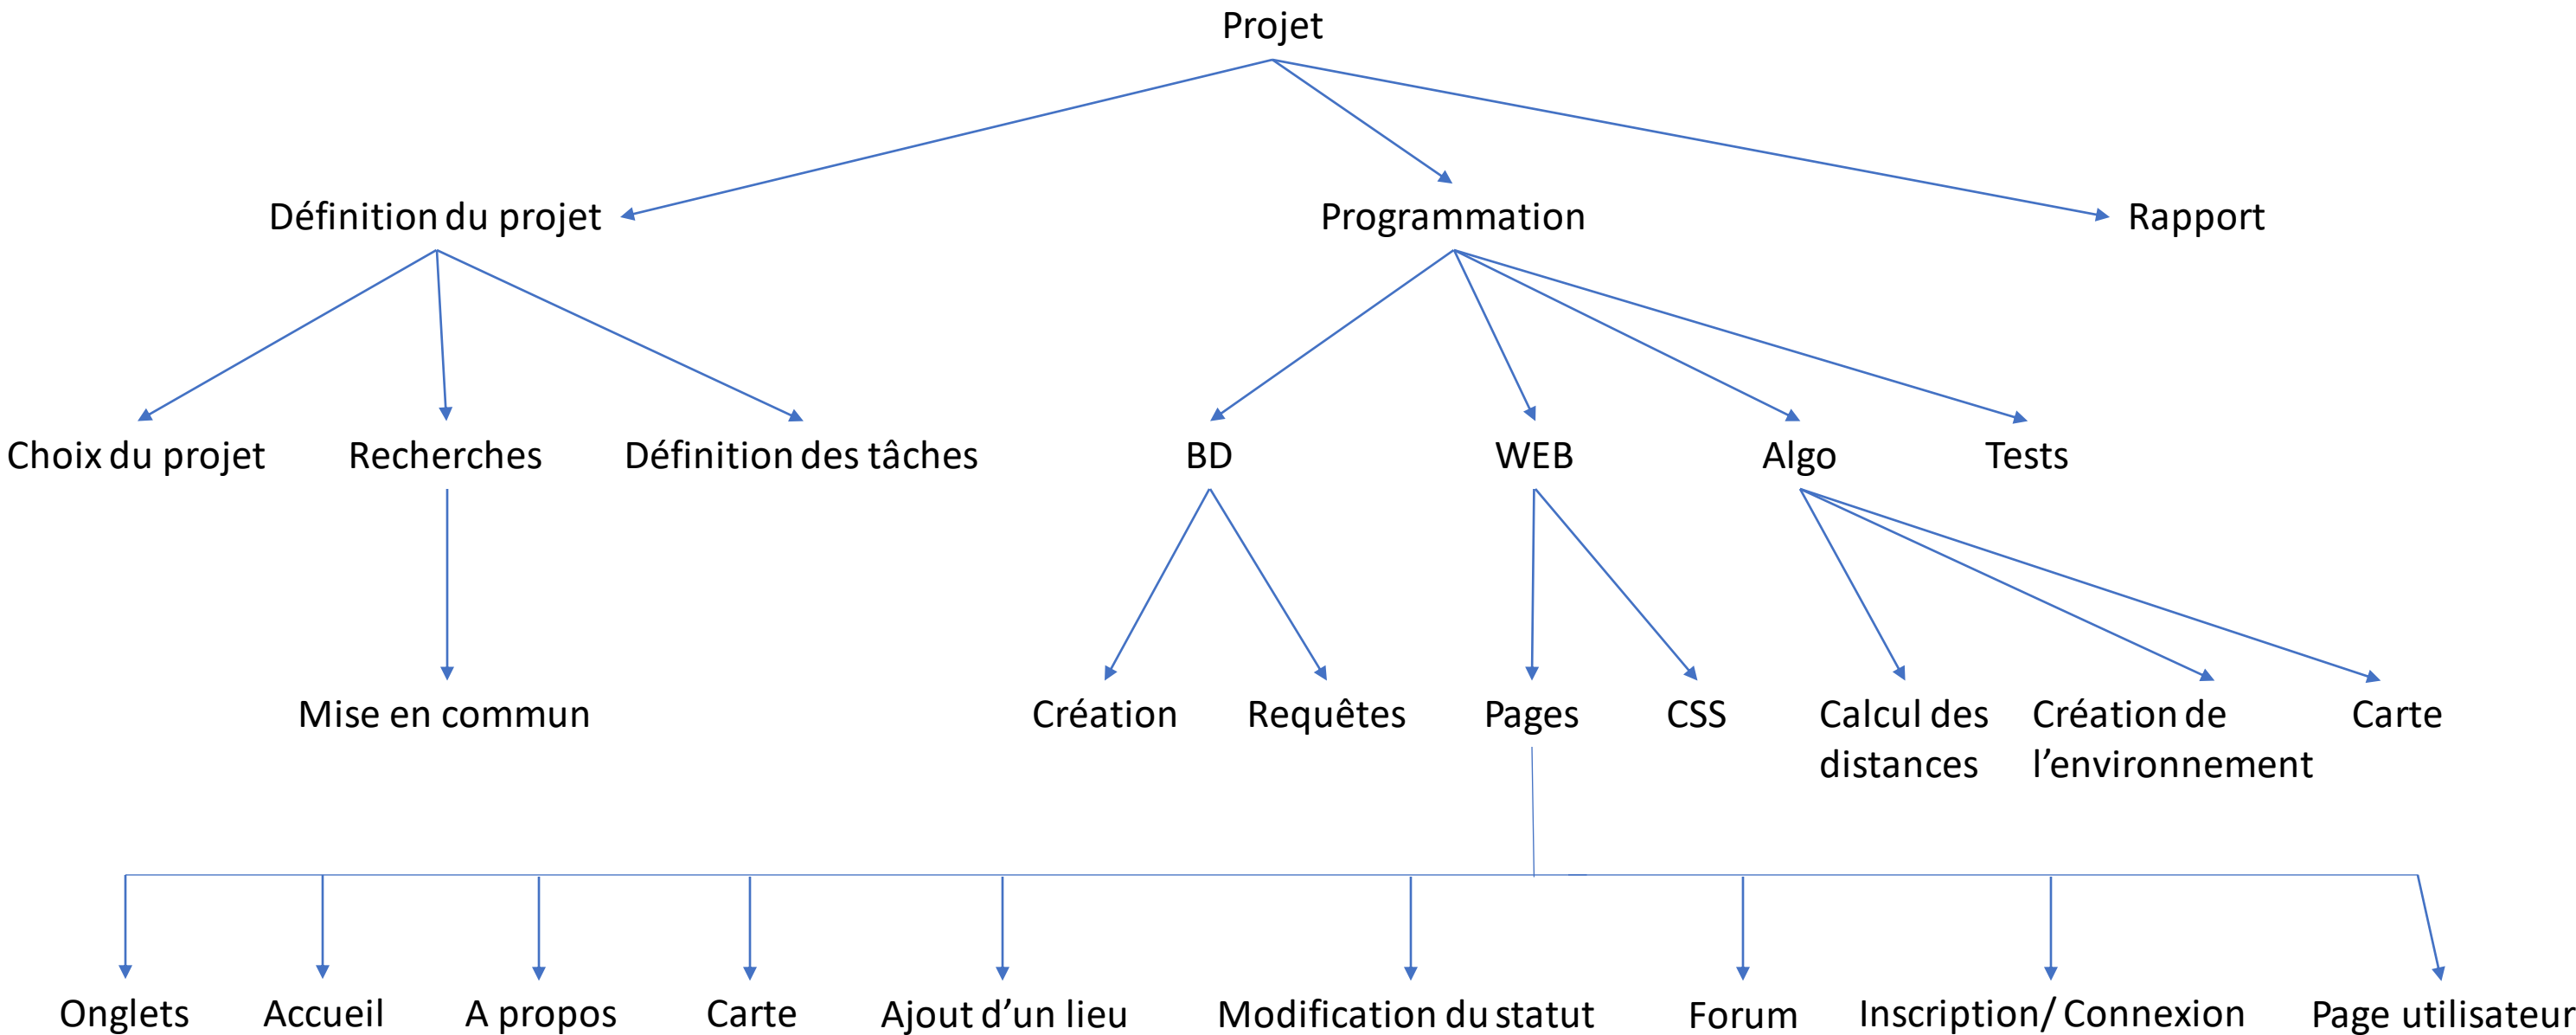 Projet
Définition du projet
Programmation
Rapport
Choix du projet
Recherches
Définition des tâches
BD
WEB
Algo
Tests
Mise en commun
Création
Requêtes
Pages
CSS
Calcul des
distances
Création de
l’environnement
Carte
Onglets
Accueil
A propos
Carte
Ajout d’un lieu
Modification du statut
Forum
Inscription/ Connexion
Page utilisateur